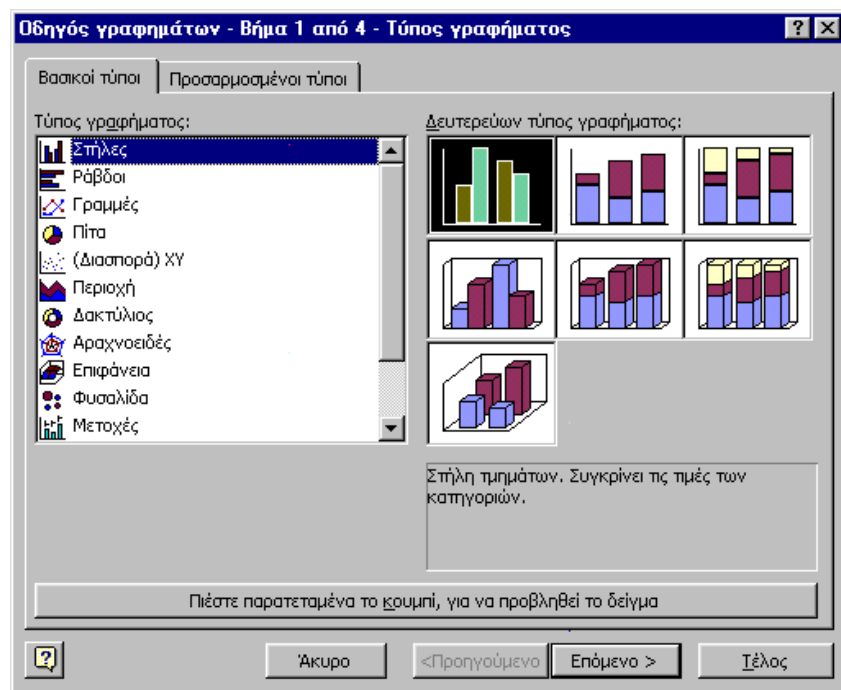 Οδηγός γραφημάτων - Βήμα 1 από 4 - Τύπος γραφήματος
Βασικοί τύποι
Προσαρμοσμένοι τύποι
Τύπος γραφήματος:
Στήλες
Ράβδοι
Γραμμές
Πίτα
(Διασπορά) XY
Περιοχή
Δακτύλιος
Αραχνοειδές
Επιφάνεια
Φυσαλίδα
Μετοχές
Δευτερεύων τύπος γραφήματος:
Στήλη τμημάτων. Συγκρίνει τις τιμές των
κατηγοριών.
Πιέστε παρατεταμένα το κουμπί, για να προβληθεί το δείγμα
Άκυρο
<Προηγούμενο
Επόμενο >
Τέλος